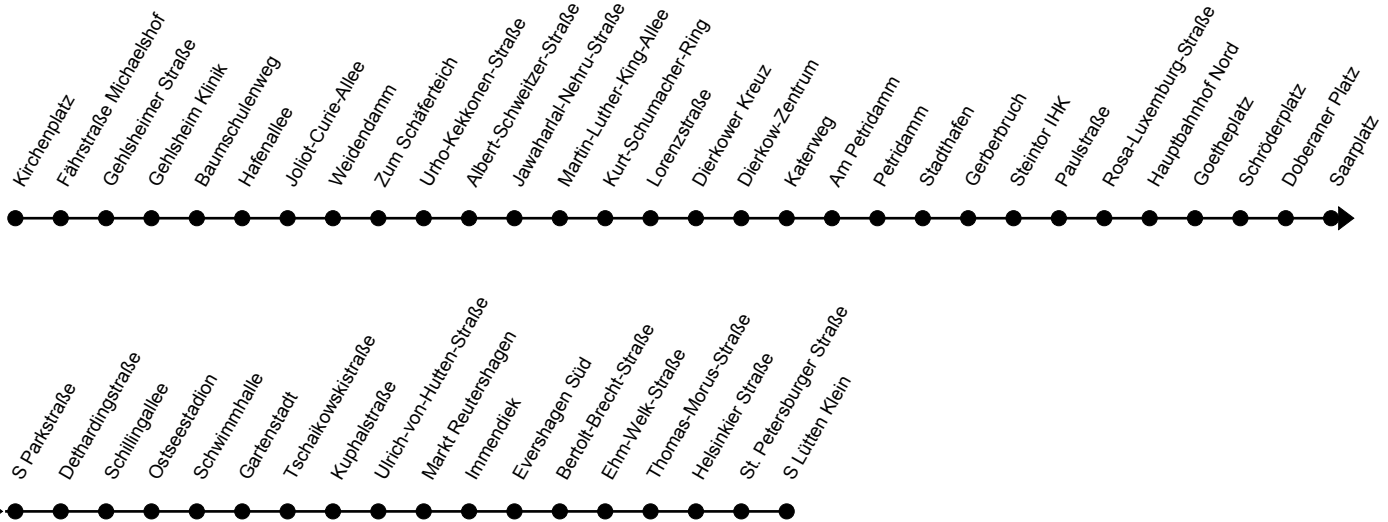 Kirchenplatz
Fährstraße Michaelshof
Gehlsheimer Straße
Gehlsheim Klinik
Baumschulenweg
Hafenallee
Joliot-Curie-Allee
Weidendamm
Zum Schäferteich
Urho-Kekkonen-Straße
Albert-Schweitzer-Straße
Jawaharlal-Nehru-Straße
Martin-Luther-King-Allee
Kurt-Schumacher-Ring
Lorenzstraße
Dierkower Kreuz
Dierkow-Zentrum
Katerweg
Am Petridamm
Petridamm
Stadthafen
Gerberbruch
Steintor IHK
Paulstraße
Rosa-Luxemburg-Straße
Hauptbahnhof Nord
Goetheplatz
Schröderplatz
Doberaner Platz
Saarplatz
S Parkstraße
Dethardingstraße
Schillingallee
Ostseestadion
Schwimmhalle
Gartenstadt
Tschaikowskistraße
Kuphalstraße
Ulrich-von-Hutten-Straße
Markt Reutershagen
Immendiek
Evershagen Süd
Bertolt-Brecht-Straße
Ehm-Welk-Straße
Thomas-Morus-Straße
Helsinkier Straße
St. Petersburger Straße
S Lütten Klein